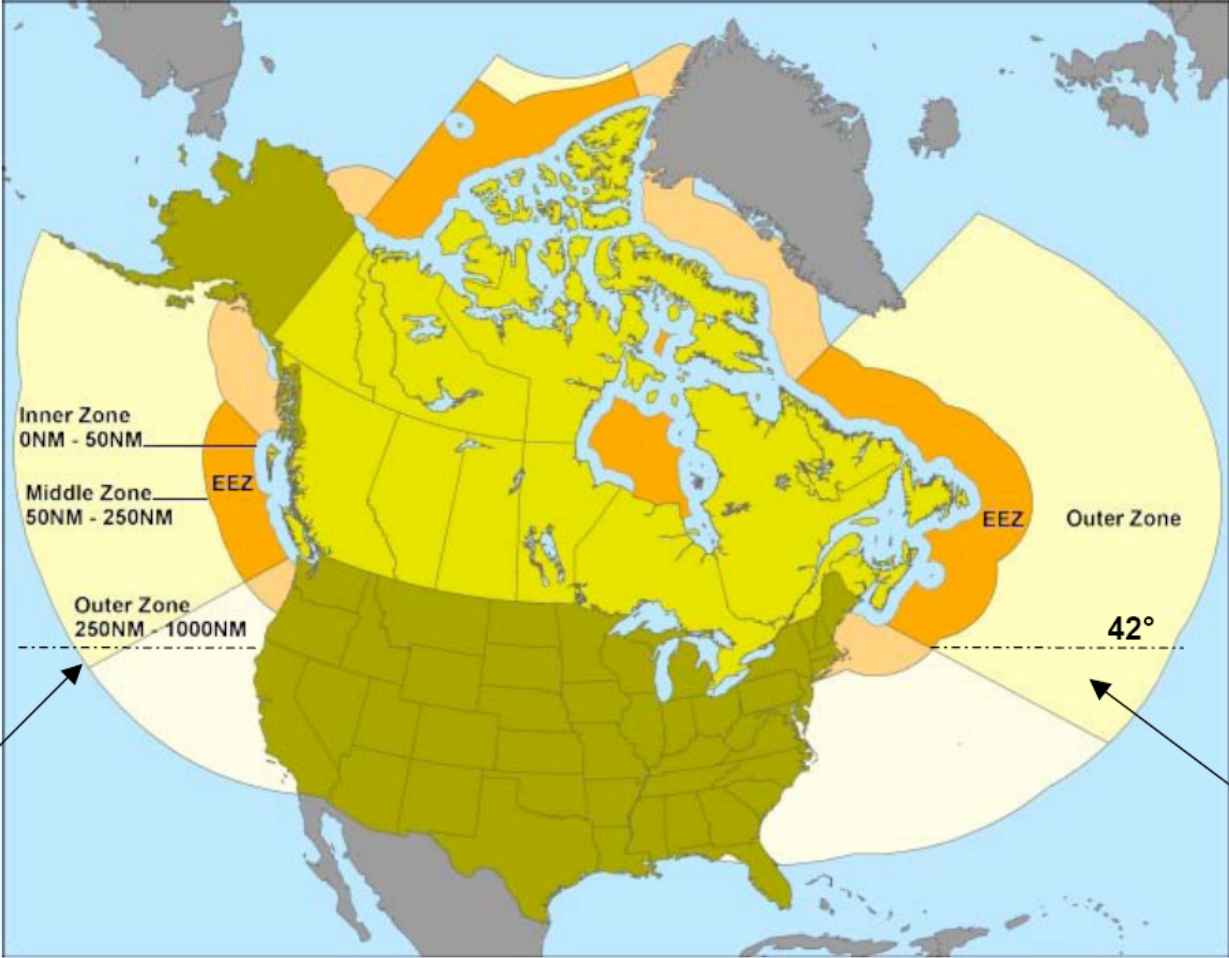 Inner Zone
0NM - 50NM
EEZ
Middle Zone
50NM - 250NM
EEZ
Outer Zone
Outer Zone
250NM - 1000NM
42°